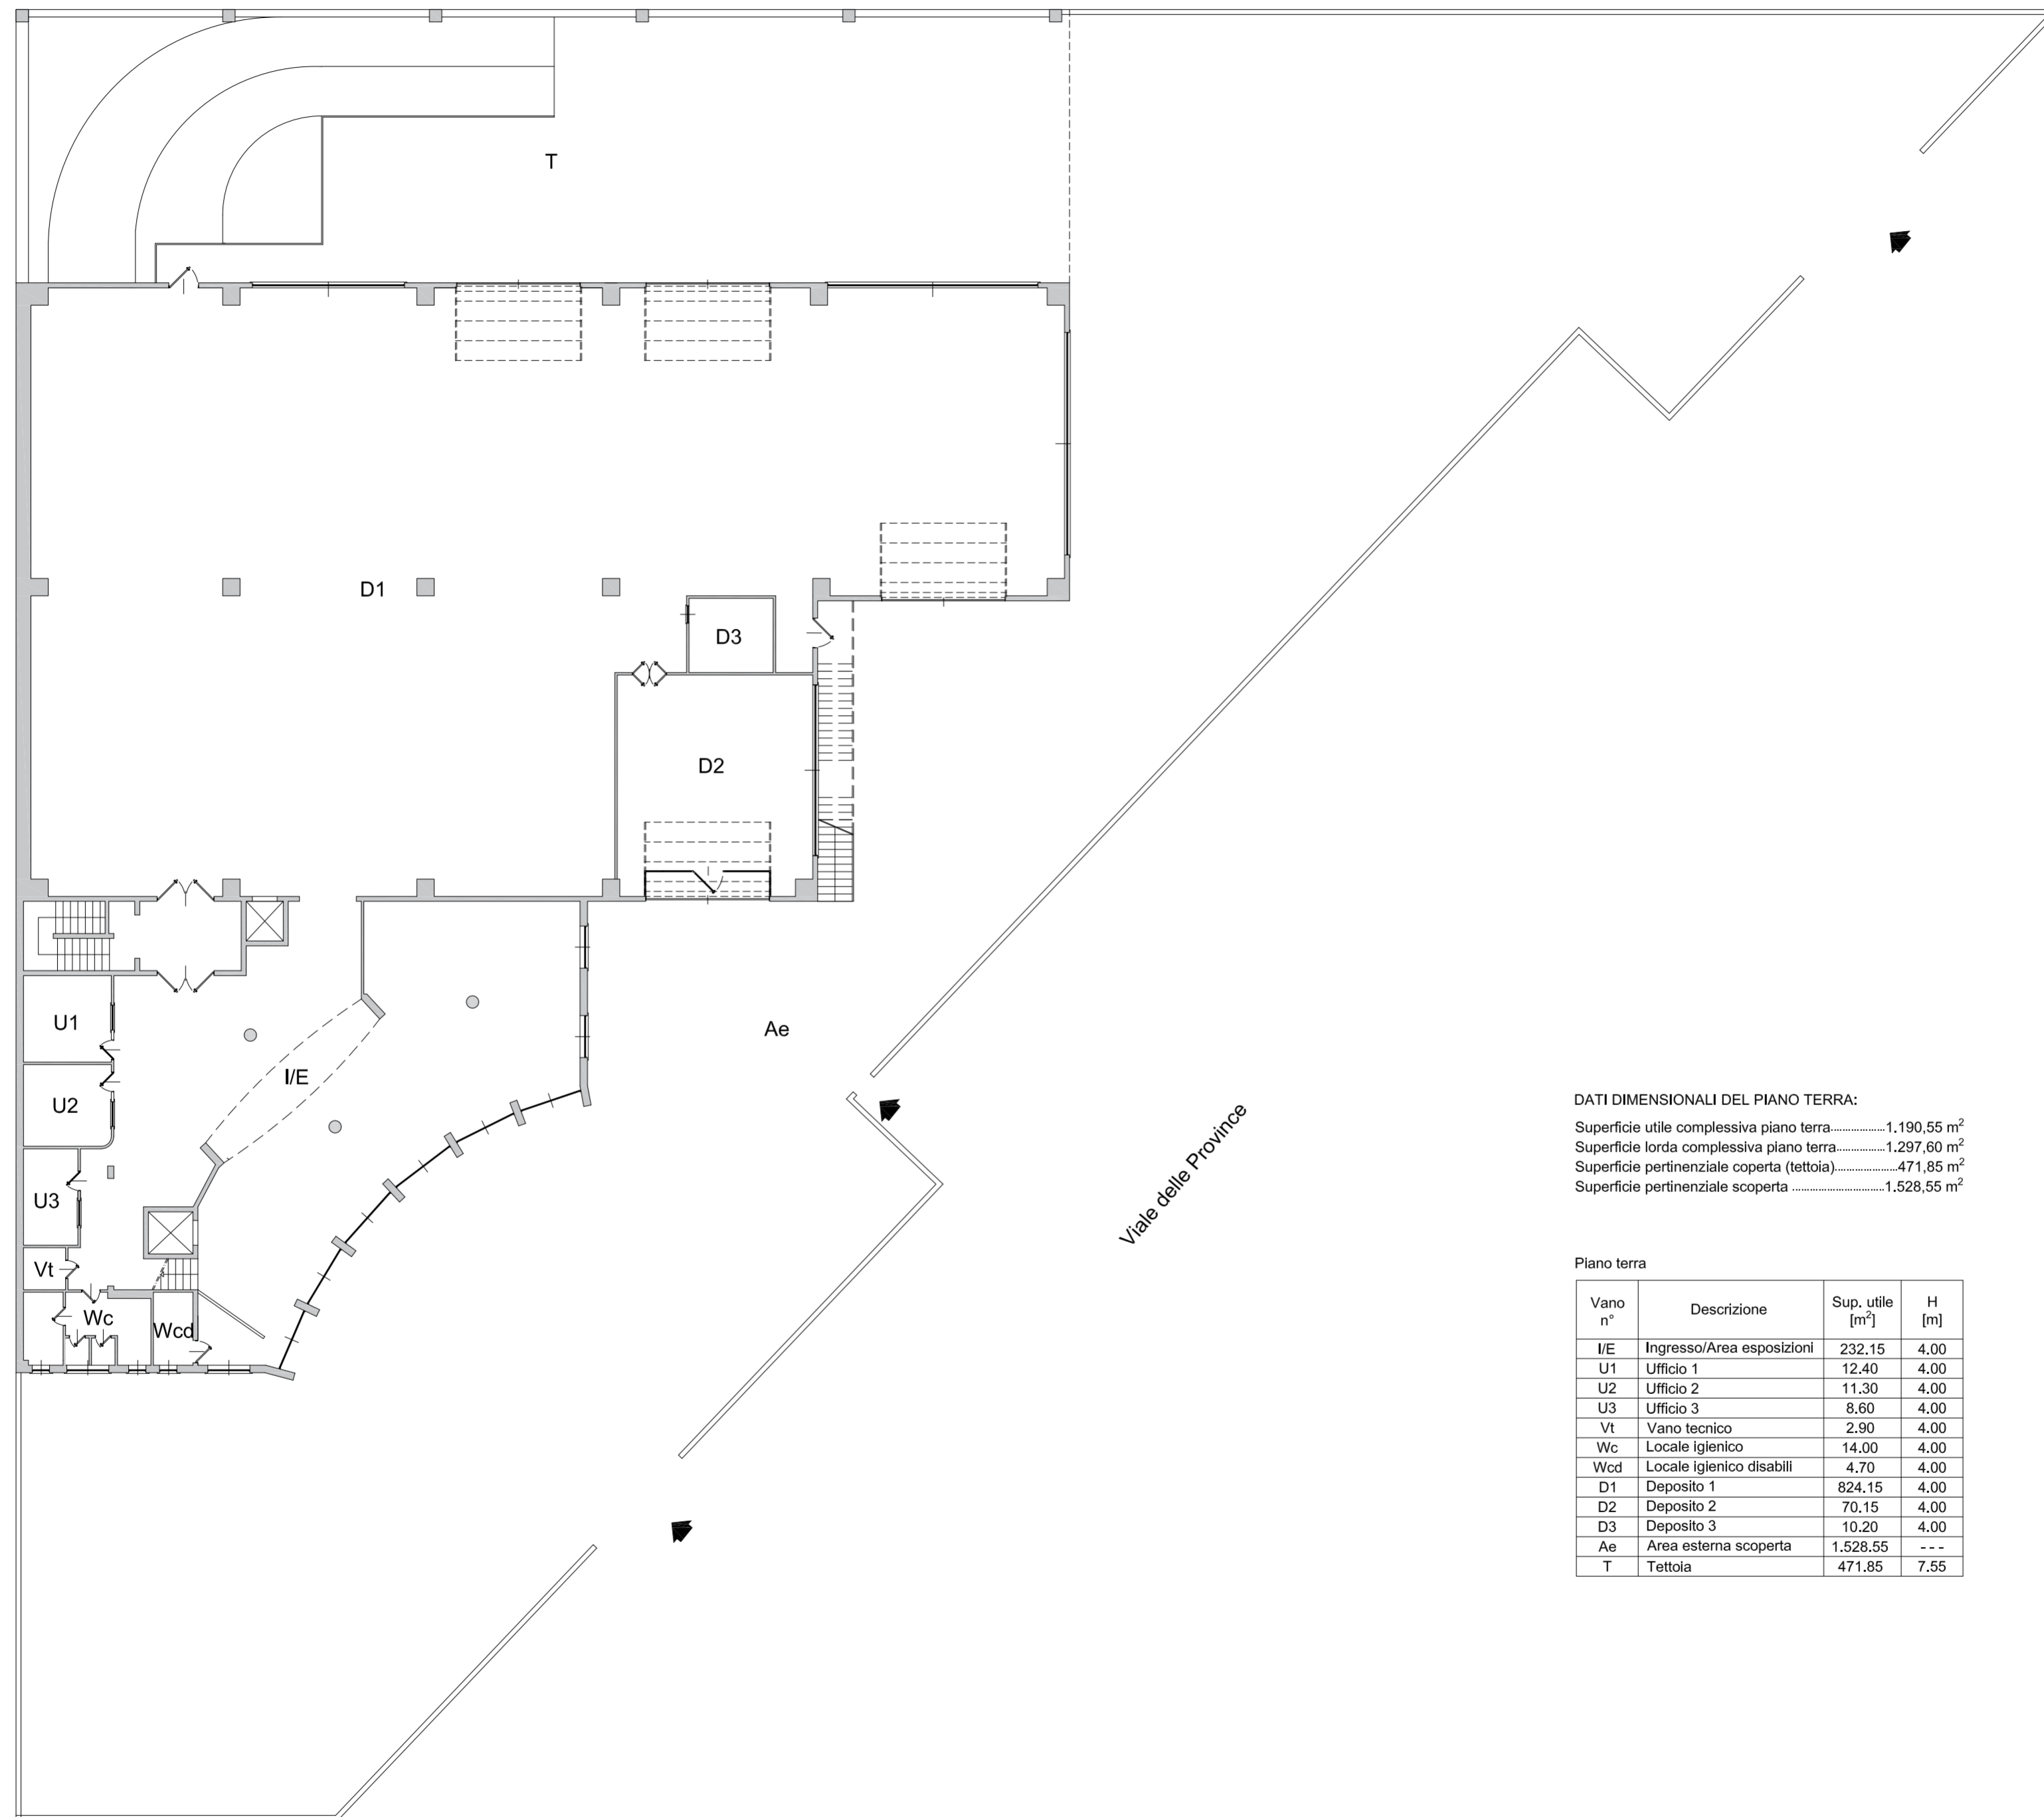 T
D1
D3
D2
U1
Ae
I/E
U2
U3
Vt
Wc
Wcd
Viale delle Province
DATI DIMENSIONALI DEL PIANO TERRA:
Superficie utile complessiva piano terra..................1.190,55 m²
Superficie lorda complessiva piano terra................1.297,60 m²
Superficie pertinenziale coperta (tettoia).....................471,85 m²
Superficie pertinenziale scoperta ...............................1.528,55 m²
Piano terra
Vano n° Descrizione Sup. utile [m²] H [m]
I/E Ingresso/Area esposizioni 232.15 4.00
U1 Ufficio 1 12.40 4.00
U2 Ufficio 2 11.30 4.00
U3 Ufficio 3 8.60 4.00
Vt Vano tecnico 2.90 4.00
Wc Locale igienico 14.00 4.00
Wcd Locale igienico disabili 4.70 4.00
D1 Deposito 1 824.15 4.00
D2 Deposito 2 70.15 4.00
D3 Deposito 3 10.20 4.00
Ae Area esterna scoperta 1.528.55 ---
T Tettoia 471.85 7.55